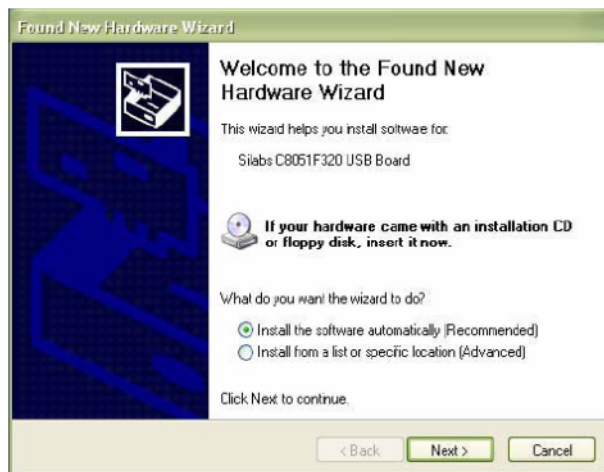 Found New Hardware Wizard
Welcome to the Found New
Hardware Wizard
This wizard helps you install software for:
Silabs C8051F320 USB Board
If your hardware came with an installation CD
or floppy disk, insert it now.
What do you want the wizard to do?
Install the software automatically (Recommended)
Install from a list or specific location (Advanced)
Click Next to continue.
< Back Next > Cancel